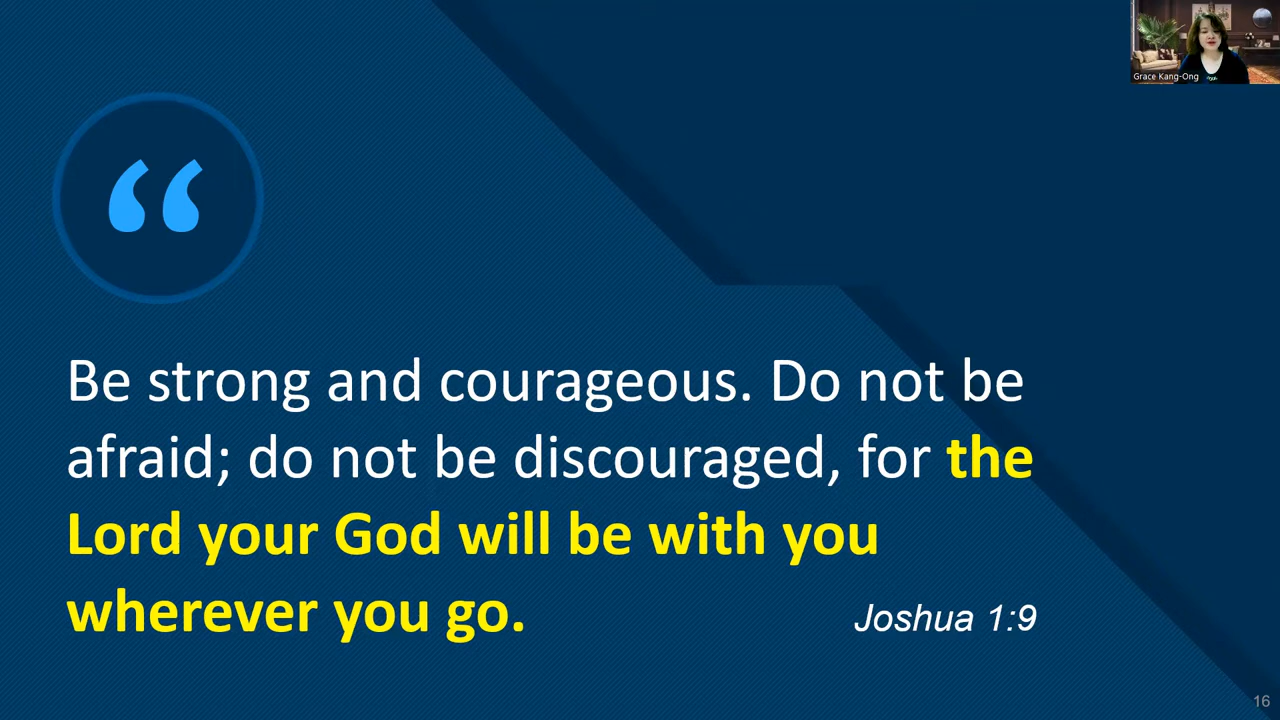 Grace Kang-Ong
“
Be strong and courageous. Do not be
afraid; do not be discouraged, for the
Lord your God will be with you
wherever you go.
Joshua 1:9
16